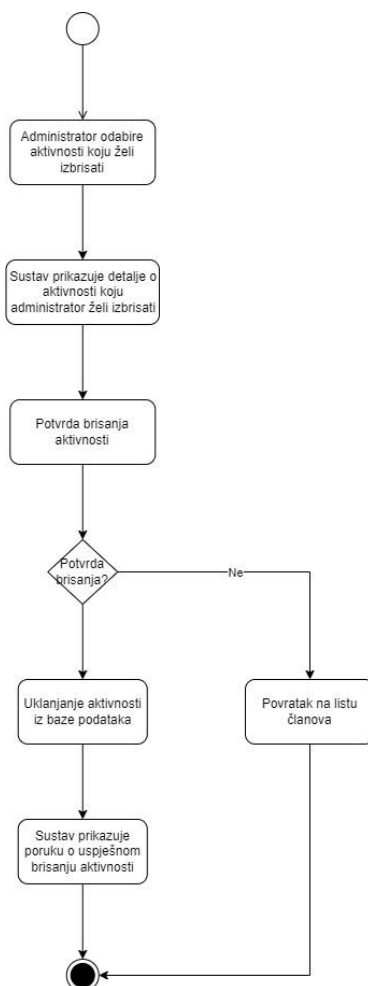 Administrator odabire
aktivnosti koju želi
izbrisati
Sustav prikazuje detalje o
aktivnosti koju
administrator želi izbrisati
Potvrda brisanja
aktivnosti
Potvrda
brisanja?
Ne
Uklanjanje aktivnosti
iz baze podataka
Povratak na listu
članova
Sustav prikazuje
poruku o uspješnom
brisanju aktivnosti